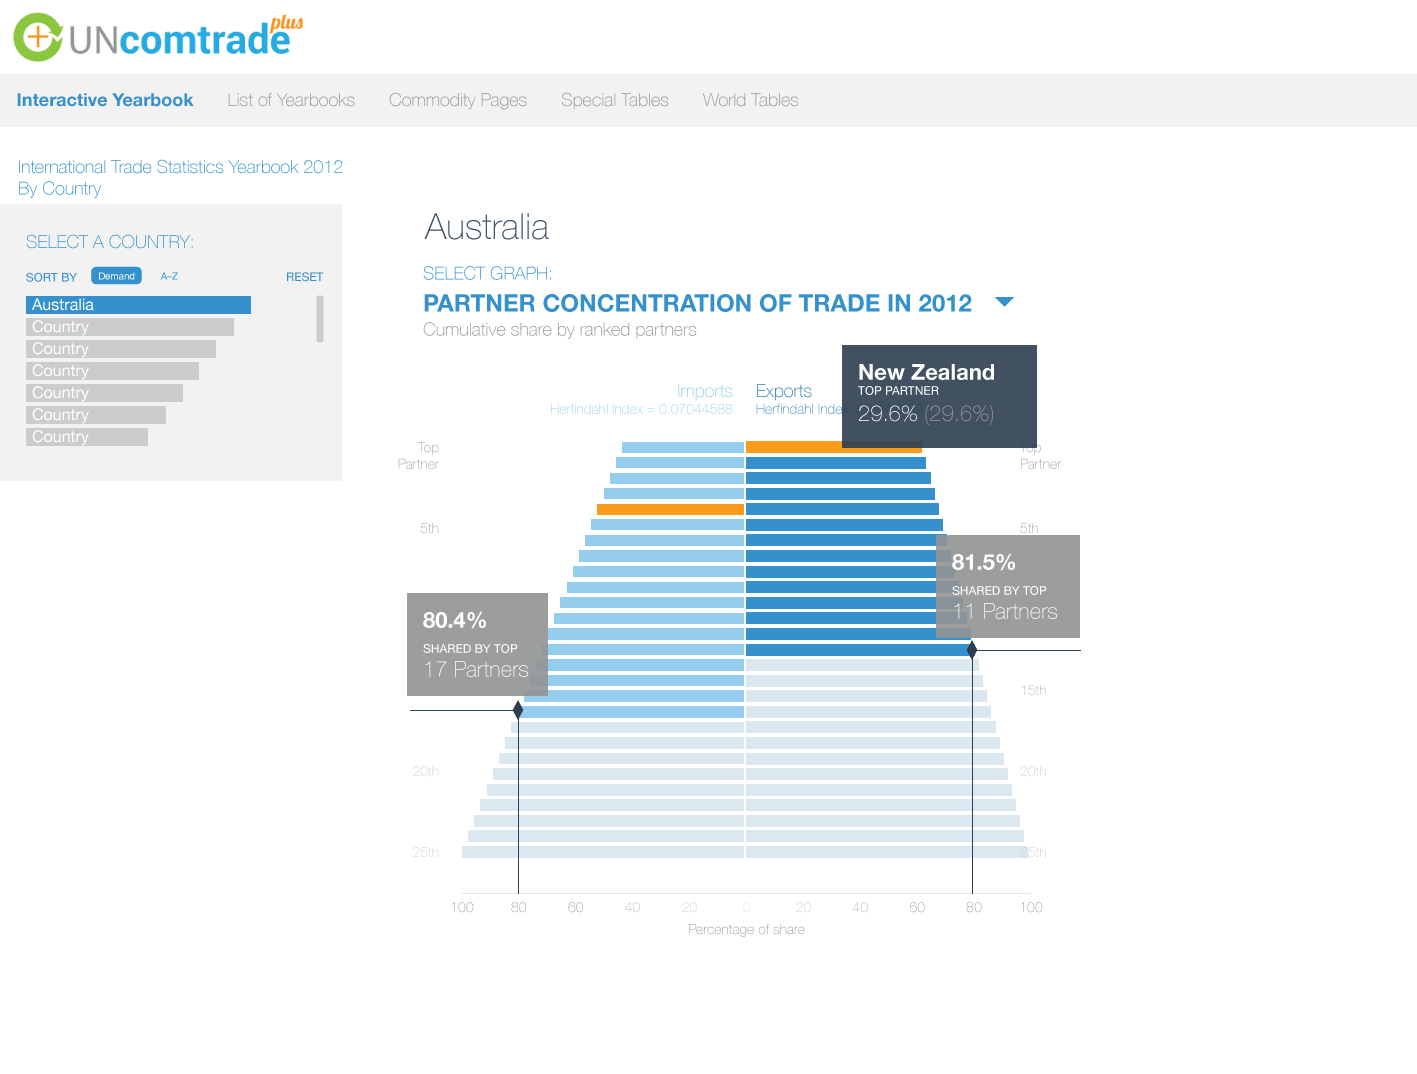 UNcomtrade plus
Interactive Yearbook List of Yearbooks Commodity Pages Special Tables World Tables
International Trade Statistics Yearbook 2012
By Country
SELECT A COUNTRY:
SORT BY Demand A–Z RESET
Australia
Country
Country
Country
Country
Country
Country
Australia
SELECT GRAPH:
PARTNER CONCENTRATION OF TRADE IN 2012
Cumulative share by ranked partners
New Zealand
TOP PARTNER
29.6% (29.6%)
Imports Exports
Herfindahl Index = 0.07044588 Herfindahl Index
Top Top
Partner Partner
5th 5th
81.5%
SHARED BY TOP
11 Partners
80.4%
SHARED BY TOP
17 Partners
15th
20th 20th
25th 25th
100 80 60 40 20 0 20 40 60 80 100
Percentage of share